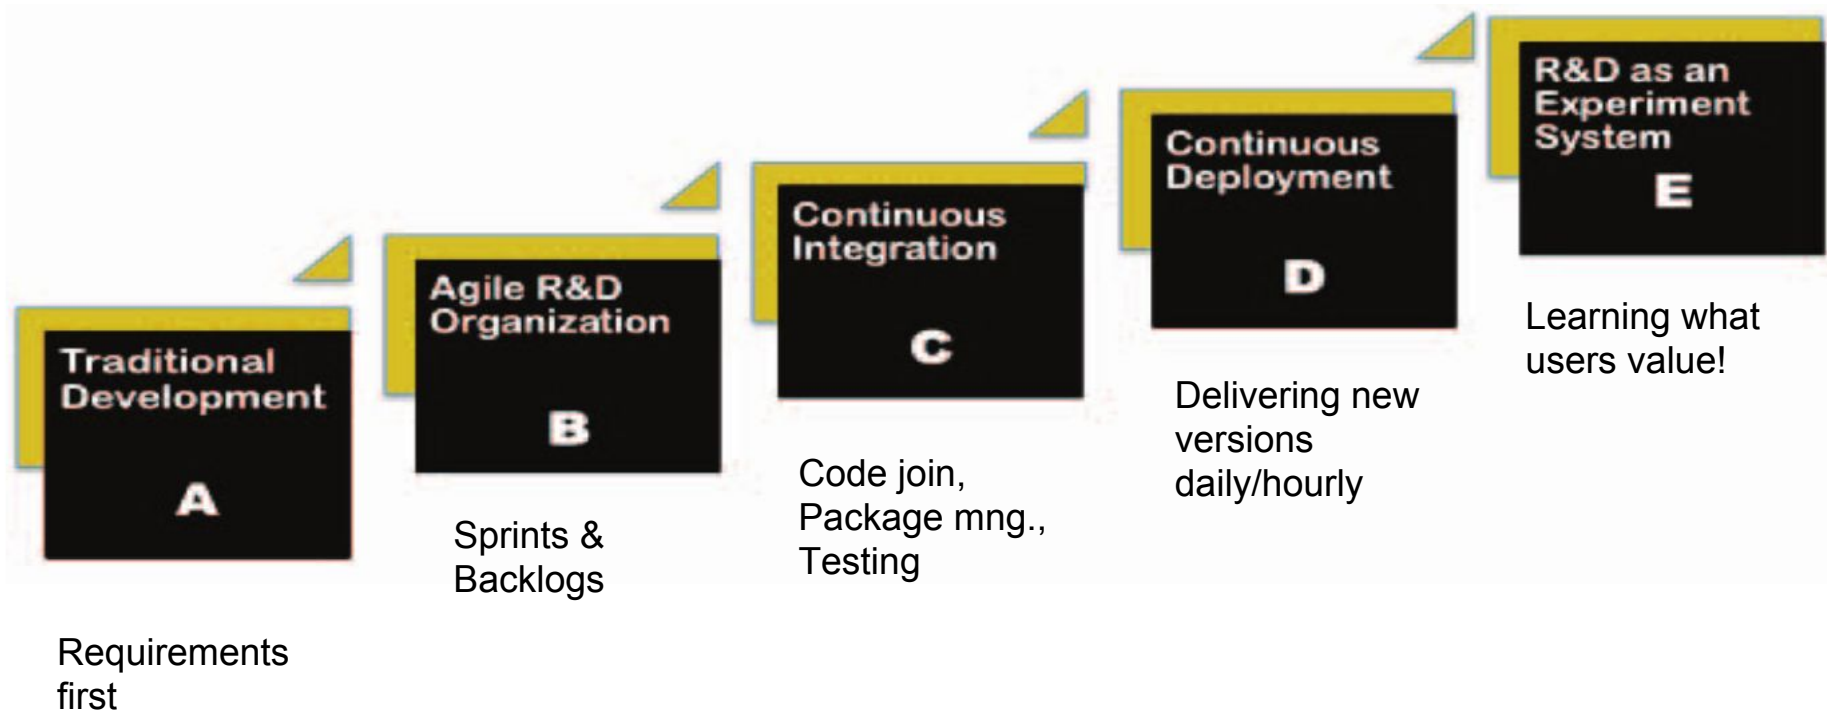 Traditional
Development
A
Requirements
first
Agile R&D
Organization
B
Sprints &
Backlogs
Continuous
Integration
C
Code join,
Package mng.,
Testing
Continuous
Deployment
D
Delivering new
versions
daily/hourly
R&D as an
Experiment
System
E
Learning what
users value!